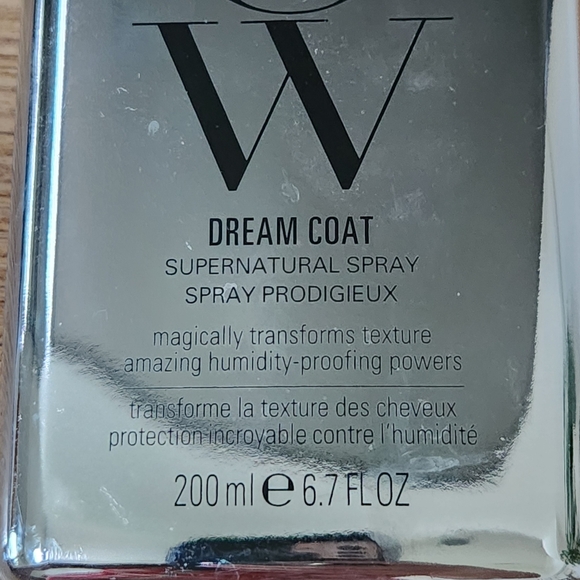 W
DREAM COAT
SUPERNATURAL SPRAY
SPRAY PRODIGIEUX
magically transforms texture
amazing humidity-proofing powers
transforme la texture des cheveux
protection incroyable contre l'humidité
200 ml e 6.7 FL OZ